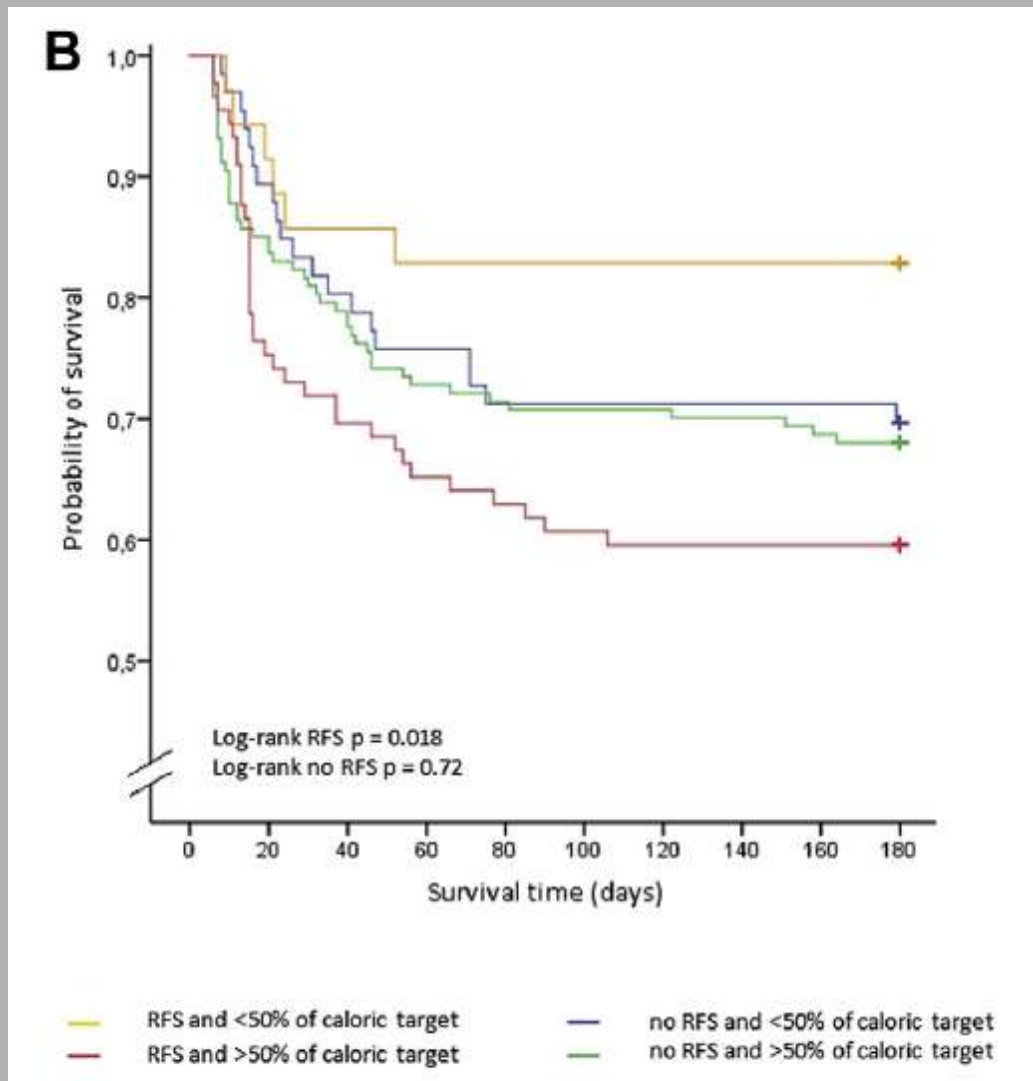 B
1,0
0,9
0,8
0,7
0,6
0,5
Probability of survival
Log-rank RFS p = 0.018
Log-rank no RFS p = 0.72
0 20 40 60 80 100 120 140 160 180
Survival time (days)
RFS and <50% of caloric target
no RFS and <50% of caloric target
RFS and >50% of caloric target
no RFS and >50% of caloric target